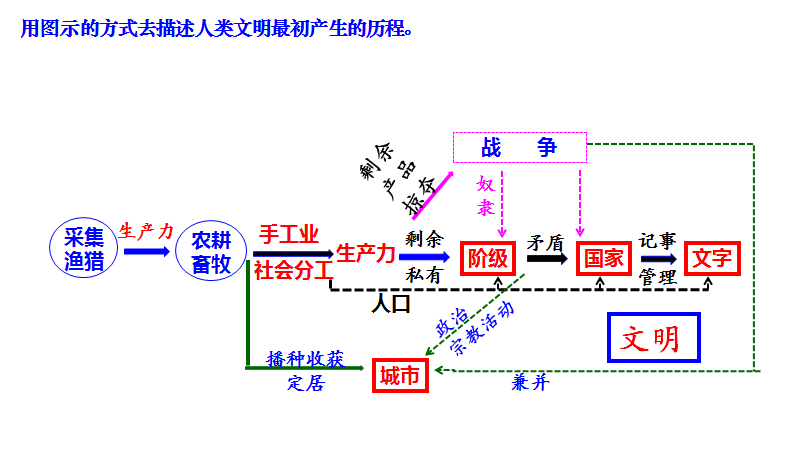 用图示的方式去描述人类文明最初产生的历程。
战 争
剩余
产品
掠夺
奴
隶
采集
渔猎
生产力
农耕
畜牧
手工业
社会分工
生产力
剩余
私有
阶级
矛盾
国家
记事
管理
文字
人口
政治
宗教活动
文明
播种收获
定居
城市
兼并